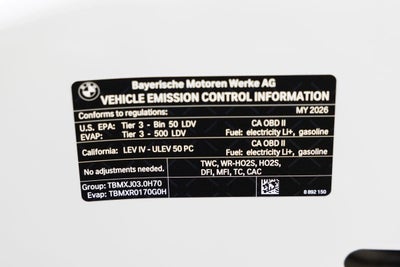 BMW
Bayerische Motoren Werke AG
VEHICLE EMISSION CONTROL INFORMATION
Conforms to regulations: MY 2026
U.S. EPA: Tier 3 - Bin 50 LDV CA OBD II
EVAP: Tier 3 - 500 LDV Fuel: electricity Li+, gasoline
California: LEV IV - ULEV 50 PC CA OBD II
Fuel: electricity Li+, gasoline
No adjustments needed. TWC, WR-HO2S, HO2S,
DFI, MFI, TC, CAC
Group: TBMXJ03.0H70
Evap: TBMXR0170G0H
8 892 150